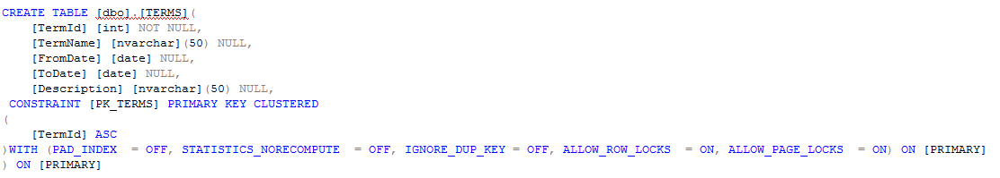 CREATE TABLE [dbo].[TERMS](
    [TermId] [int] NOT NULL,
    [TermName] [nvarchar](50) NULL,
    [FromDate] [date] NULL,
    [ToDate] [date] NULL,
    [Description] [nvarchar](50) NULL,
 CONSTRAINT [PK_TERMS] PRIMARY KEY CLUSTERED
(
    [TermId] ASC
)WITH (PAD_INDEX  = OFF, STATISTICS_NORECOMPUTE  = OFF, IGNORE_DUP_KEY = OFF, ALLOW_ROW_LOCKS  = ON, ALLOW_PAGE_LOCKS  = ON) ON [PRIMARY]
) ON [PRIMARY]